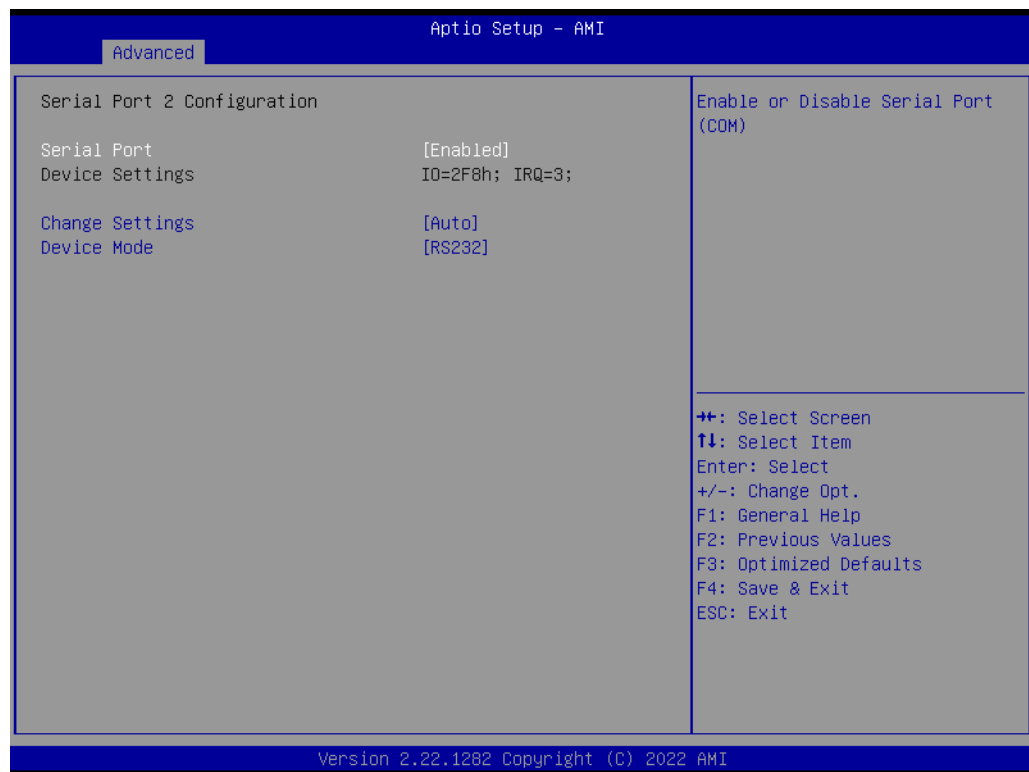 Aptio Setup – AMI
Advanced
Serial Port 2 Configuration
Serial Port [Enabled]
Device Settings IO=2F8h; IRQ=3;
Change Settings [Auto]
Device Mode [RS232]
Enable or Disable Serial Port
(COM)
→←: Select Screen
↑↓: Select Item
Enter: Select
+/-: Change Opt.
F1: General Help
F2: Previous Values
F3: Optimized Defaults
F4: Save & Exit
ESC: Exit
Version 2.22.1282 Copyright (C) 2022 AMI